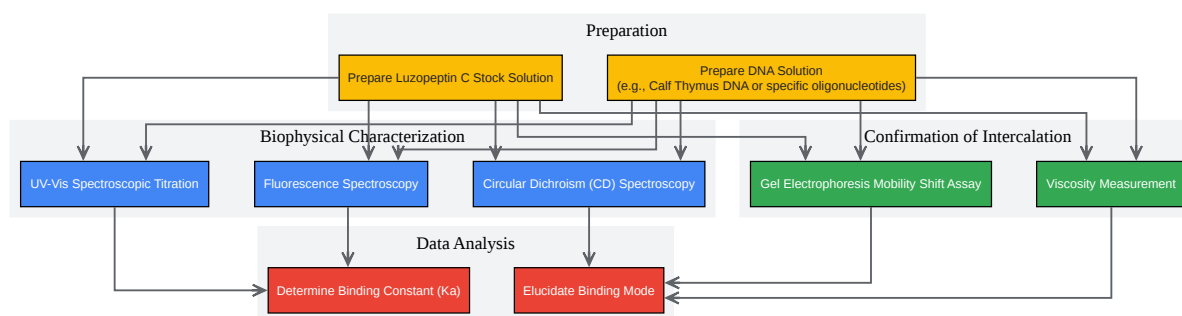 Preparation
Prepare Luzopeptin C Stock Solution
Prepare DNA Solution
(e.g., Calf Thymus DNA or specific oligonucleotides)
Biophysical Characterization
Confirmation of Intercalation
UV-Vis Spectroscopic Titration
Fluorescence Spectroscopy
Circular Dichroism (CD) Spectroscopy
Gel Electrophoresis Mobility Shift Assay
Viscosity Measurement
Data Analysis
Determine Binding Constant (Ka)
Elucidate Binding Mode